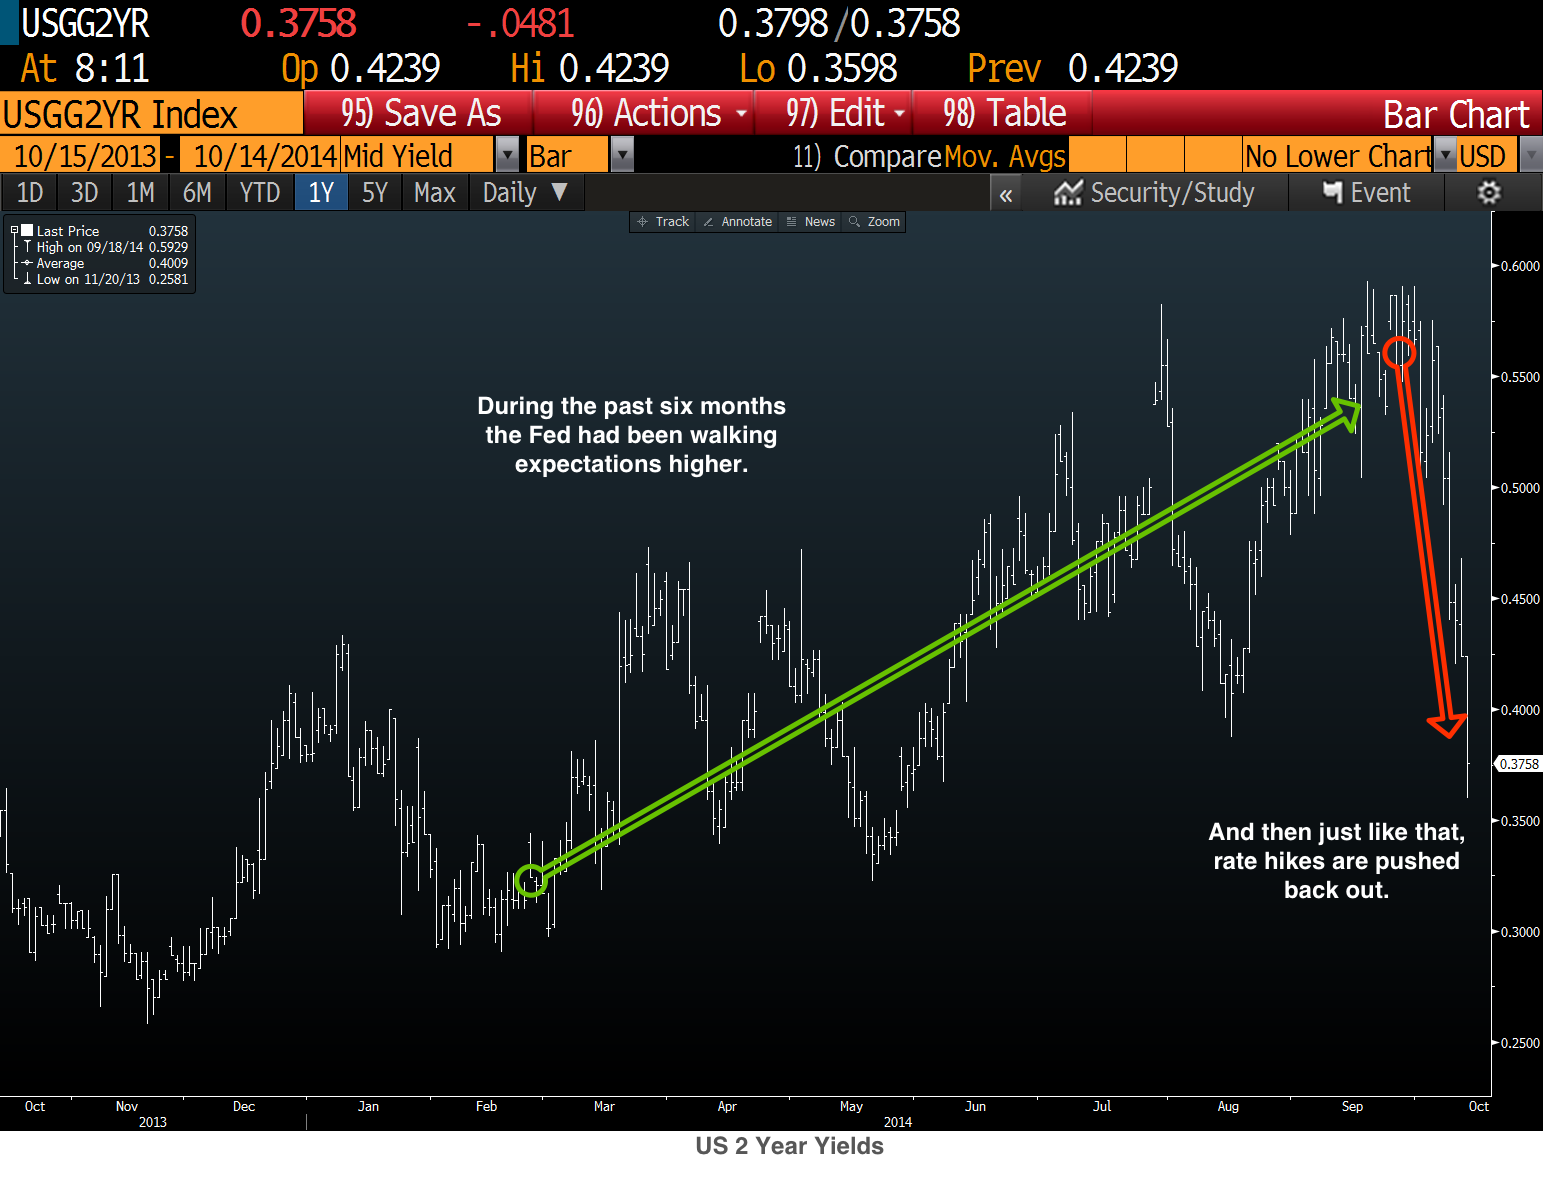 USGG2YR 0.3758 -.0481 0.3798/0.3758
At 8:11 Op 0.4239 Hi 0.4239 Lo 0.3598 Prev 0.4239
USGG2YR Index 95) Save As 96) Actions 97) Edit 98) Table Bar Chart
10/15/2013 - 10/14/2014 Mid Yield Bar 11) Compare Mov. Avgs No Lower Chart USD
1D 3D 1M 6M YTD 1Y 5Y Max Daily ▼ « Security/Study Event
Track Annotate News Zoom
Last Price 0.3758
High on 09/18/14 0.5929
Average 0.4009
Low on 11/20/13 0.2581
0.6000
0.5500
During the past six months
the Fed had been walking
expectations higher.
0.5000
0.4500
0.4000
0.3758
0.3500
And then just like that,
rate hikes are pushed
back out.
0.3000
0.2500
Oct Nov Dec Jan Feb Mar Apr May Jun Jul Aug Sep Oct
2013 2014
US 2 Year Yields